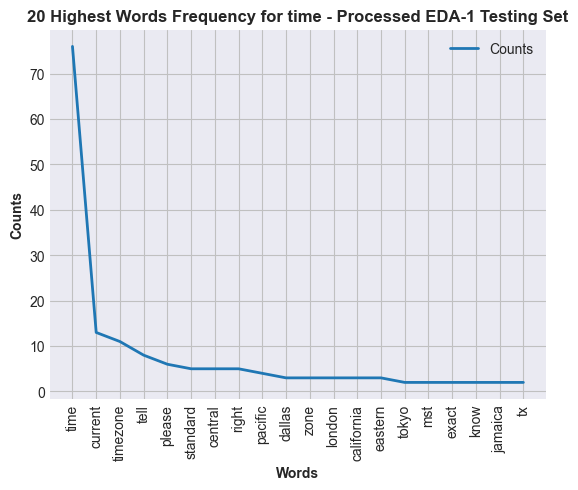 20 Highest Words Frequency for time - Processed EDA-1 Testing Set
Counts
70
60
50
40
30
20
10
0
Counts
time
current
timezone
tell
please
standard
central
right
pacific
dallas
zone
london
california
eastern
tokyo
mst
exact
know
jamaica
tx
Words